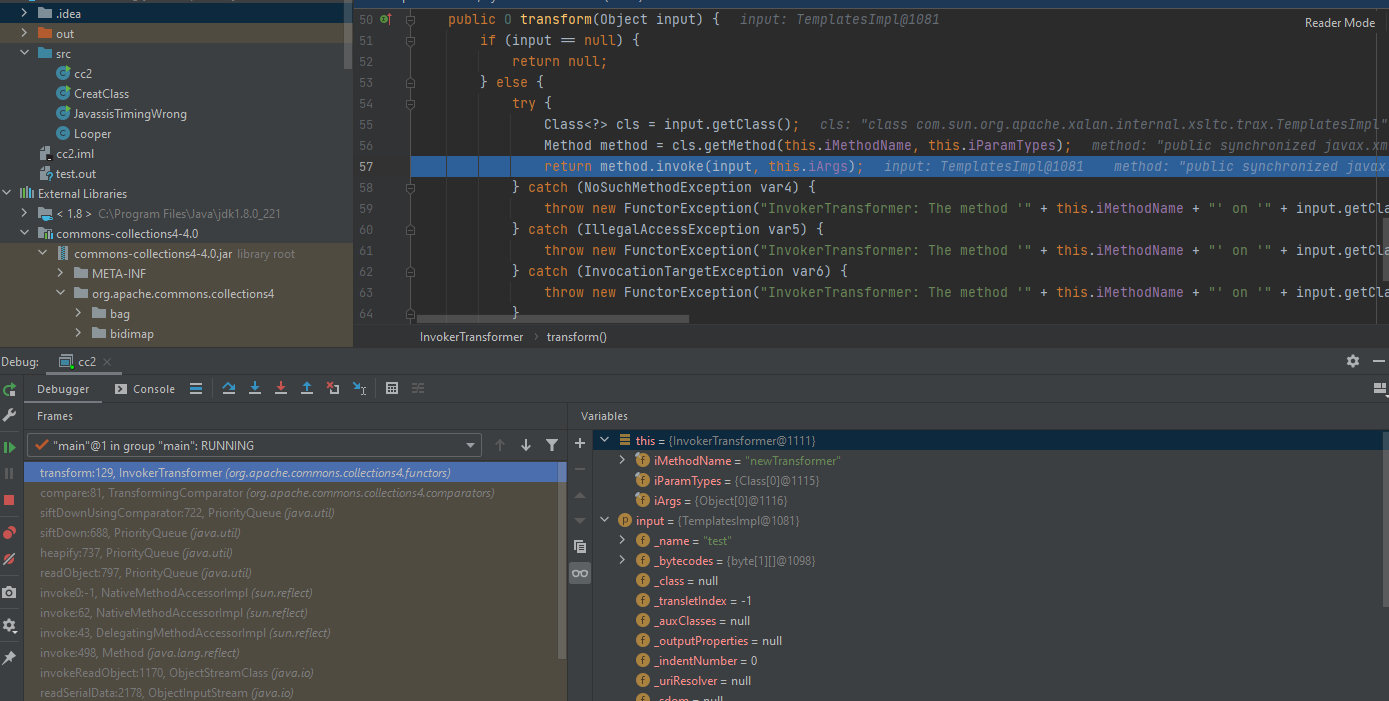 .idea
out
src
cc2
CreatClass
JavassisTimingWrong
Looper
cc2.iml
test.out
External Libraries
< 1.8 > C:\Program Files\Java\jdk1.8.0_221
commons-collections4-4.0
commons-collections4-4.0.jar library root
META-INF
org.apache.commons.collections4
bag
bidimap
Reader Mode
50 public O transform(Object input) { input: TemplatesImpl@1081
51 if (input == null) {
52 return null;
53 } else {
54 try {
55 Class<?> cls = input.getClass(); cls: "class com.sun.org.apache.xalan.internal.xsltc.trax.TemplatesImpl"
56 Method method = cls.getMethod(this.iMethodName, this.iParamTypes); method: "public synchronized javax.xm
57 return method.invoke(input, this.iArgs); input: TemplatesImpl@1081 method: "public synchronized javax
58 } catch (NoSuchMethodException var4) {
59 throw new FunctorException("InvokerTransformer: The method '" + this.iMethodName + "' on '" + input.getCla
60 } catch (IllegalAccessException var5) {
61 throw new FunctorException("InvokerTransformer: The method '" + this.iMethodName + "' on '" + input.getCla
62 } catch (InvocationTargetException var6) {
63 throw new FunctorException("InvokerTransformer: The method '" + this.iMethodName + "' on '" + input.getCla
64 }
InvokerTransformer › transform()
Debug: cc2
Debugger Console
Frames
"main"@1 in group "main": RUNNING
transform:129, InvokerTransformer (org.apache.commons.collections4.functors)
compare:81, TransformingComparator (org.apache.commons.collections4.comparators)
siftDownUsingComparator:722, PriorityQueue (java.util)
siftDown:688, PriorityQueue (java.util)
heapify:737, PriorityQueue (java.util)
readObject:797, PriorityQueue (java.util)
invoke0:-1, NativeMethodAccessorImpl (sun.reflect)
invoke:62, NativeMethodAccessorImpl (sun.reflect)
invoke:43, DelegatingMethodAccessorImpl (sun.reflect)
invoke:498, Method (java.lang.reflect)
invokeReadObject:1170, ObjectStreamClass (java.io)
readSerialData:2178, ObjectInputStream (java.io)
Variables
this = {InvokerTransformer@1111}
iMethodName = "newTransformer"
iParamTypes = {Class[0]@1115}
iArgs = {Object[0]@1116}
input = {TemplatesImpl@1081}
_name = "test"
_bytecodes = {byte[1][]@1098}
_class = null
_transletIndex = -1
_auxClasses = null
_outputProperties = null
_indentNumber = 0
_uriResolver = null
_sdom = null